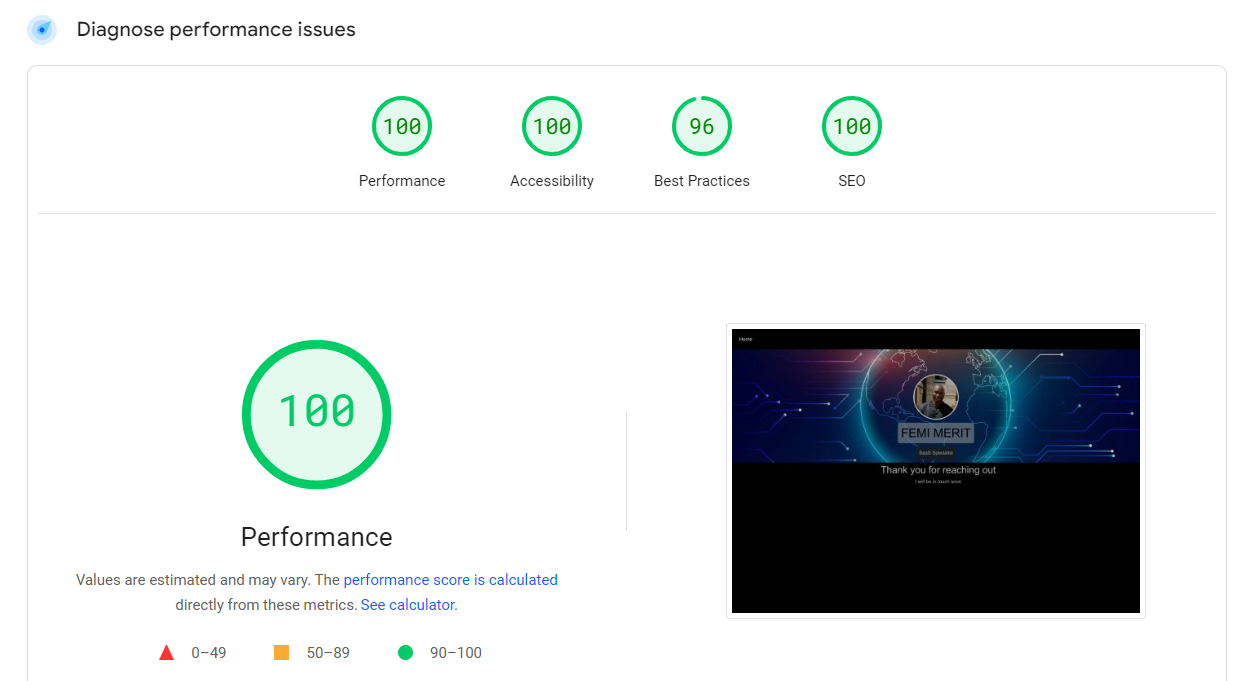 Diagnose performance issues
100
100
96
100
Performance
Accessibility
Best Practices
SEO
100
Performance
Values are estimated and may vary. The performance score is calculated
directly from these metrics. See calculator.
0–49
50–89
90–100
Home
FEMI MERIT
SaaS Specialist
Thank you for reaching out
I will be in touch soon